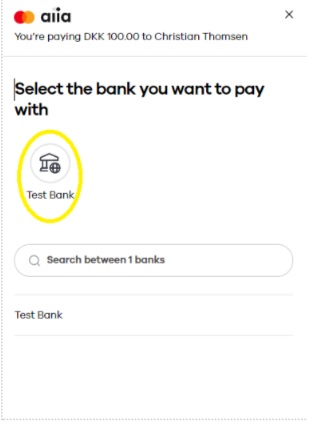 aiia
You're paying DKK 100.00 to Christian Thomsen
Select the bank you want to pay
with
Test Bank
Search between 1 banks
Test Bank